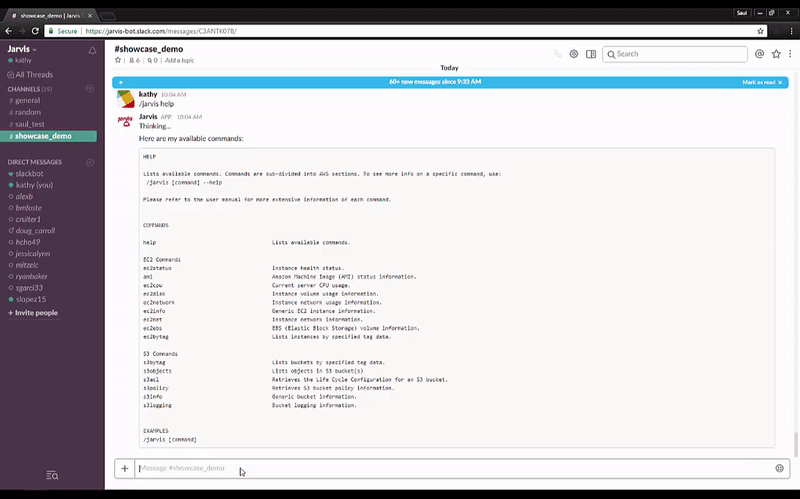 # showcase_demo | Jarvis
Saul
Secure
https://jarvis-bot.slack.com/messages/C3ANTK07B/
Jarvis
kathy
All Threads
CHANNELS (19)
# general
# random
# saul_test
# showcase_demo
DIRECT MESSAGES
slackbot
kathy (you)
alexb
bmfoste
cruiter1
doug_carroll
hcho49
jessicalynn
mitzeic
ryanbaker
sgarci33
slopez15
+ Invite people
#showcase_demo
6
0
Add a topic
Search
Today
60+ new messages since 9:33 AM
Mark as read
kathy 10:04 AM
/jarvis help
Jarvis APP 10:04 AM
Thinking...
Here are my available commands:
HELP
Lists available commands. Commands are sub-divided into AWS sections. To see more info on a specific command, use:
/jarvis [command] --help
Please refer to the user manual for more extensive information of each command.
COMMANDS
help Lists available commands.
EC2 Commands
ec2status Instance health status.
ami Amazon Machine Image (AMI) status information.
ec2cpu Current server CPU usage.
ec2disk Instance volume usage information.
ec2network Instance network usage information.
ec2info Generic EC2 instance information.
ec2net Instance network information.
ec2ebs EBS (Elastic Block Storage) volume information.
ec2bytag Lists instances by specified tag data.
S3 Commands
s3bytag Lists buckets by specified tag data.
s3objects Lists objects in S3 bucket(s)
s3acl Retrieves the Life Cycle Configuration for an S3 bucket.
s3policy Retrieves S3 bucket policy information.
s3info Generic bucket information.
s3logging Bucket logging information.
EXAMPLES
/jarvis [command]
Message #showcase_demo